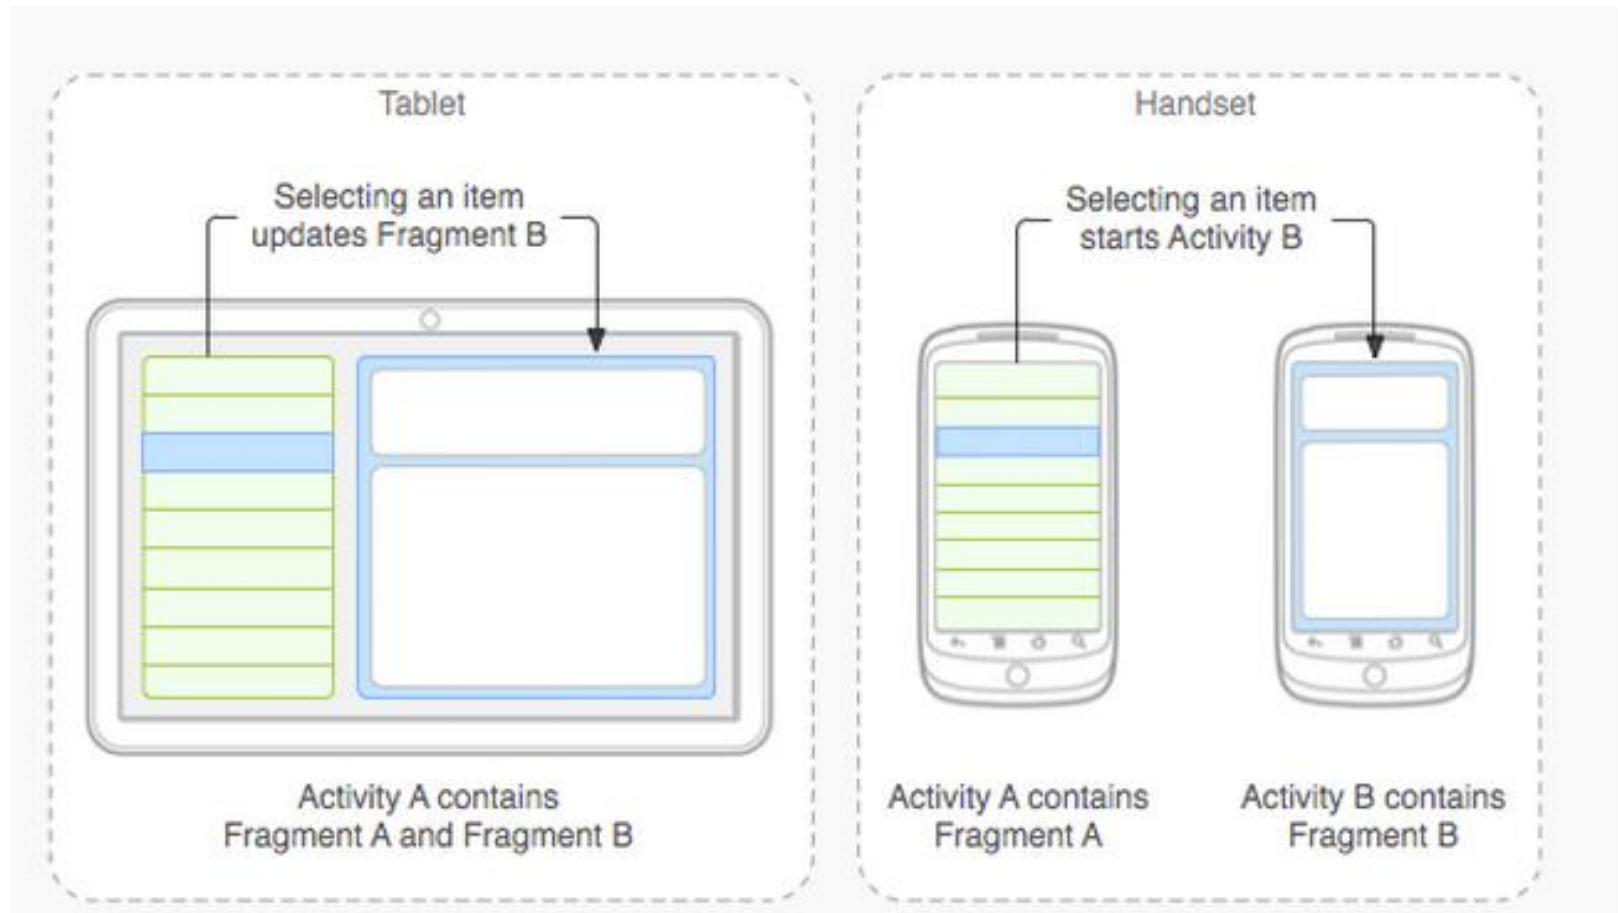 Tablet
Selecting an item
updates Fragment B
Activity A contains
Fragment A and Fragment B
Handset
Selecting an item
starts Activity B
Activity A contains
Fragment A
Activity B contains
Fragment B